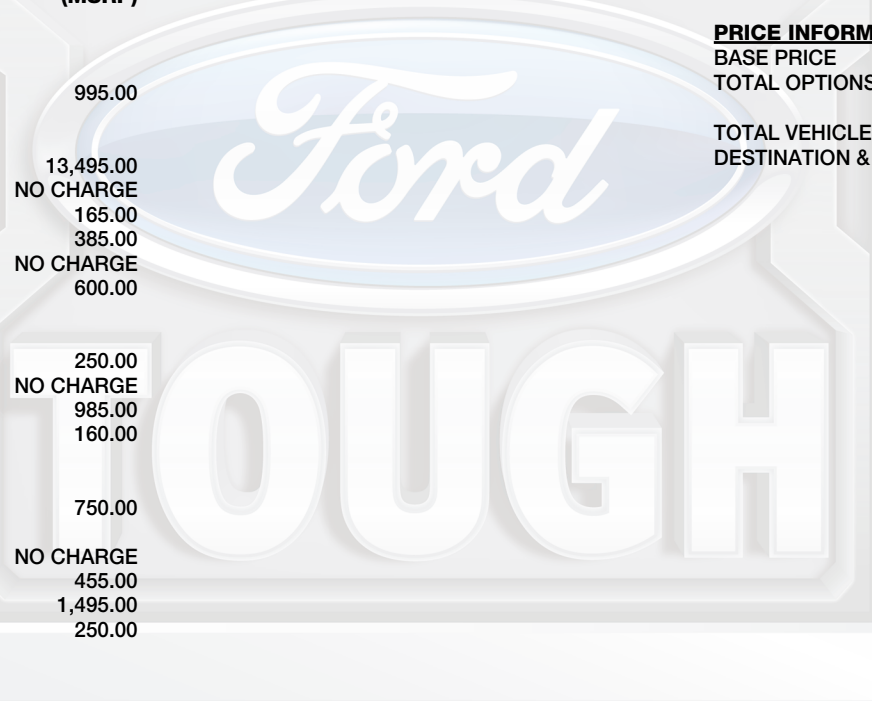 (MSRP)
995.00
13,495.00
NO CHARGE
165.00
385.00
NO CHARGE
600.00
250.00
NO CHARGE
985.00
160.00
750.00
NO CHARGE
455.00
1,495.00
250.00
PRICE INFORM
BASE PRICE
TOTAL OPTIONS
TOTAL VEHICLE
DESTINATION &
Ford
TOUGH